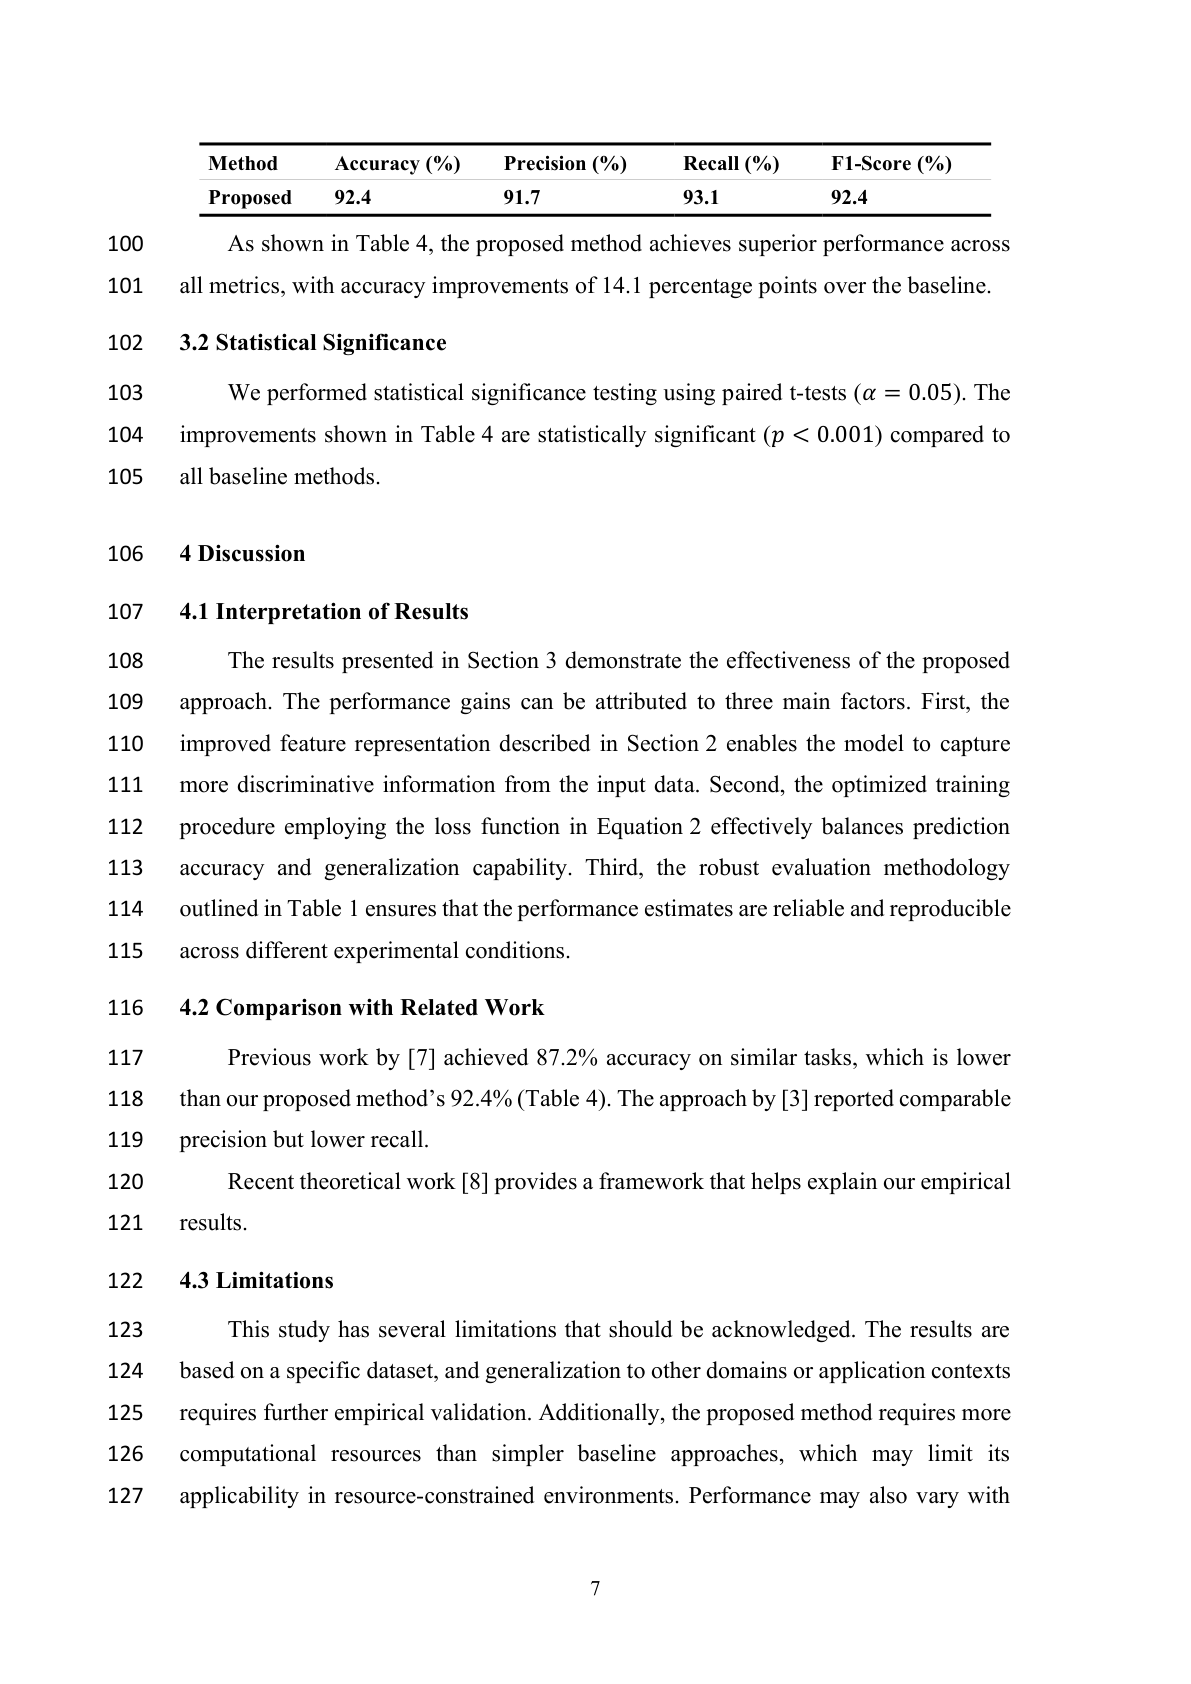 Method Accuracy (%) Precision (%) Recall (%) F1-Score (%)
Proposed 92.4 91.7 93.1 92.4
100 As shown in Table 4, the proposed method achieves superior performance across
101 all metrics, with accuracy improvements of 14.1 percentage points over the baseline.
102 3.2 Statistical Significance
103 We performed statistical significance testing using paired t-tests (α = 0.05). The
104 improvements shown in Table 4 are statistically significant (p < 0.001) compared to
105 all baseline methods.
106 4 Discussion
107 4.1 Interpretation of Results
108 The results presented in Section 3 demonstrate the effectiveness of the proposed
109 approach. The performance gains can be attributed to three main factors. First, the
110 improved feature representation described in Section 2 enables the model to capture
111 more discriminative information from the input data. Second, the optimized training
112 procedure employing the loss function in Equation 2 effectively balances prediction
113 accuracy and generalization capability. Third, the robust evaluation methodology
114 outlined in Table 1 ensures that the performance estimates are reliable and reproducible
115 across different experimental conditions.
116 4.2 Comparison with Related Work
117 Previous work by [7] achieved 87.2% accuracy on similar tasks, which is lower
118 than our proposed method’s 92.4% (Table 4). The approach by [3] reported comparable
119 precision but lower recall.
120 Recent theoretical work [8] provides a framework that helps explain our empirical
121 results.
122 4.3 Limitations
123 This study has several limitations that should be acknowledged. The results are
124 based on a specific dataset, and generalization to other domains or application contexts
125 requires further empirical validation. Additionally, the proposed method requires more
126 computational resources than simpler baseline approaches, which may limit its
127 applicability in resource-constrained environments. Performance may also vary with
7